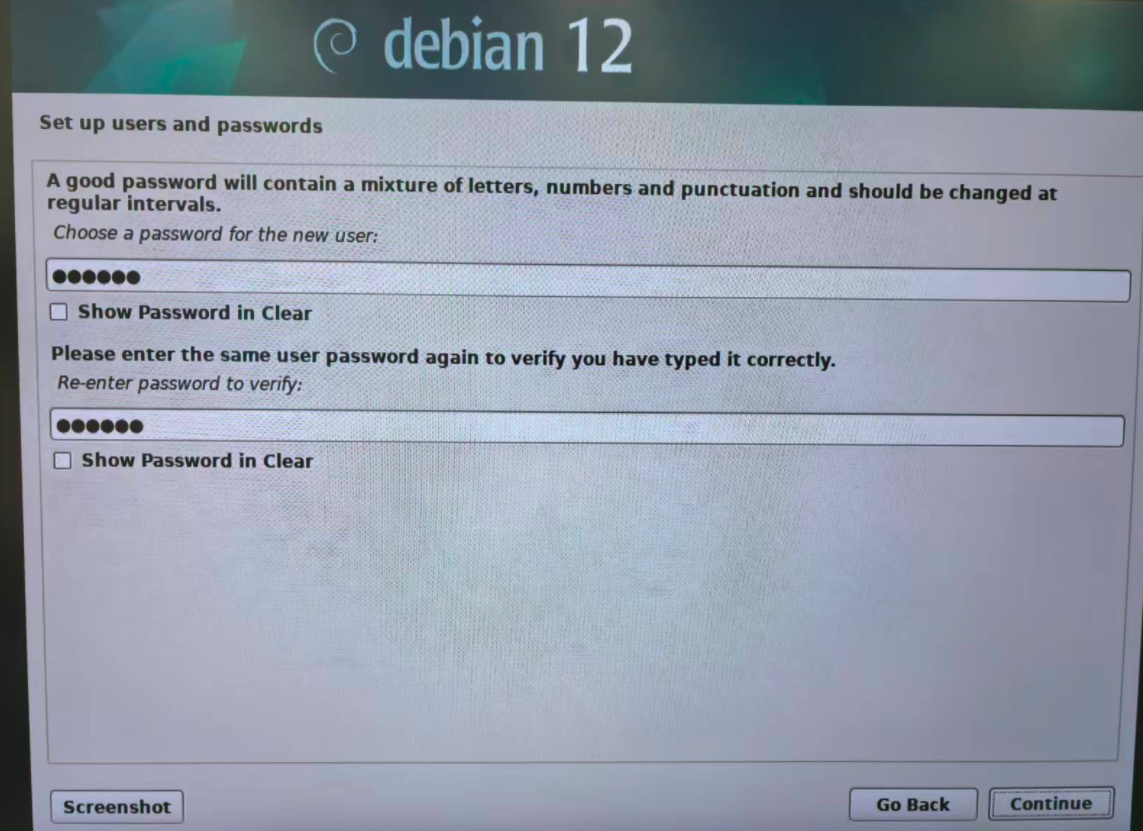 debian 12
Set up users and passwords
A good password will contain a mixture of letters, numbers and punctuation and should be changed at
regular intervals.
Choose a password for the new user:
●●●●●●
Show Password in Clear
Please enter the same user password again to verify you have typed it correctly.
Re-enter password to verify:
●●●●●●
Show Password in Clear
Screenshot
Go Back
Continue